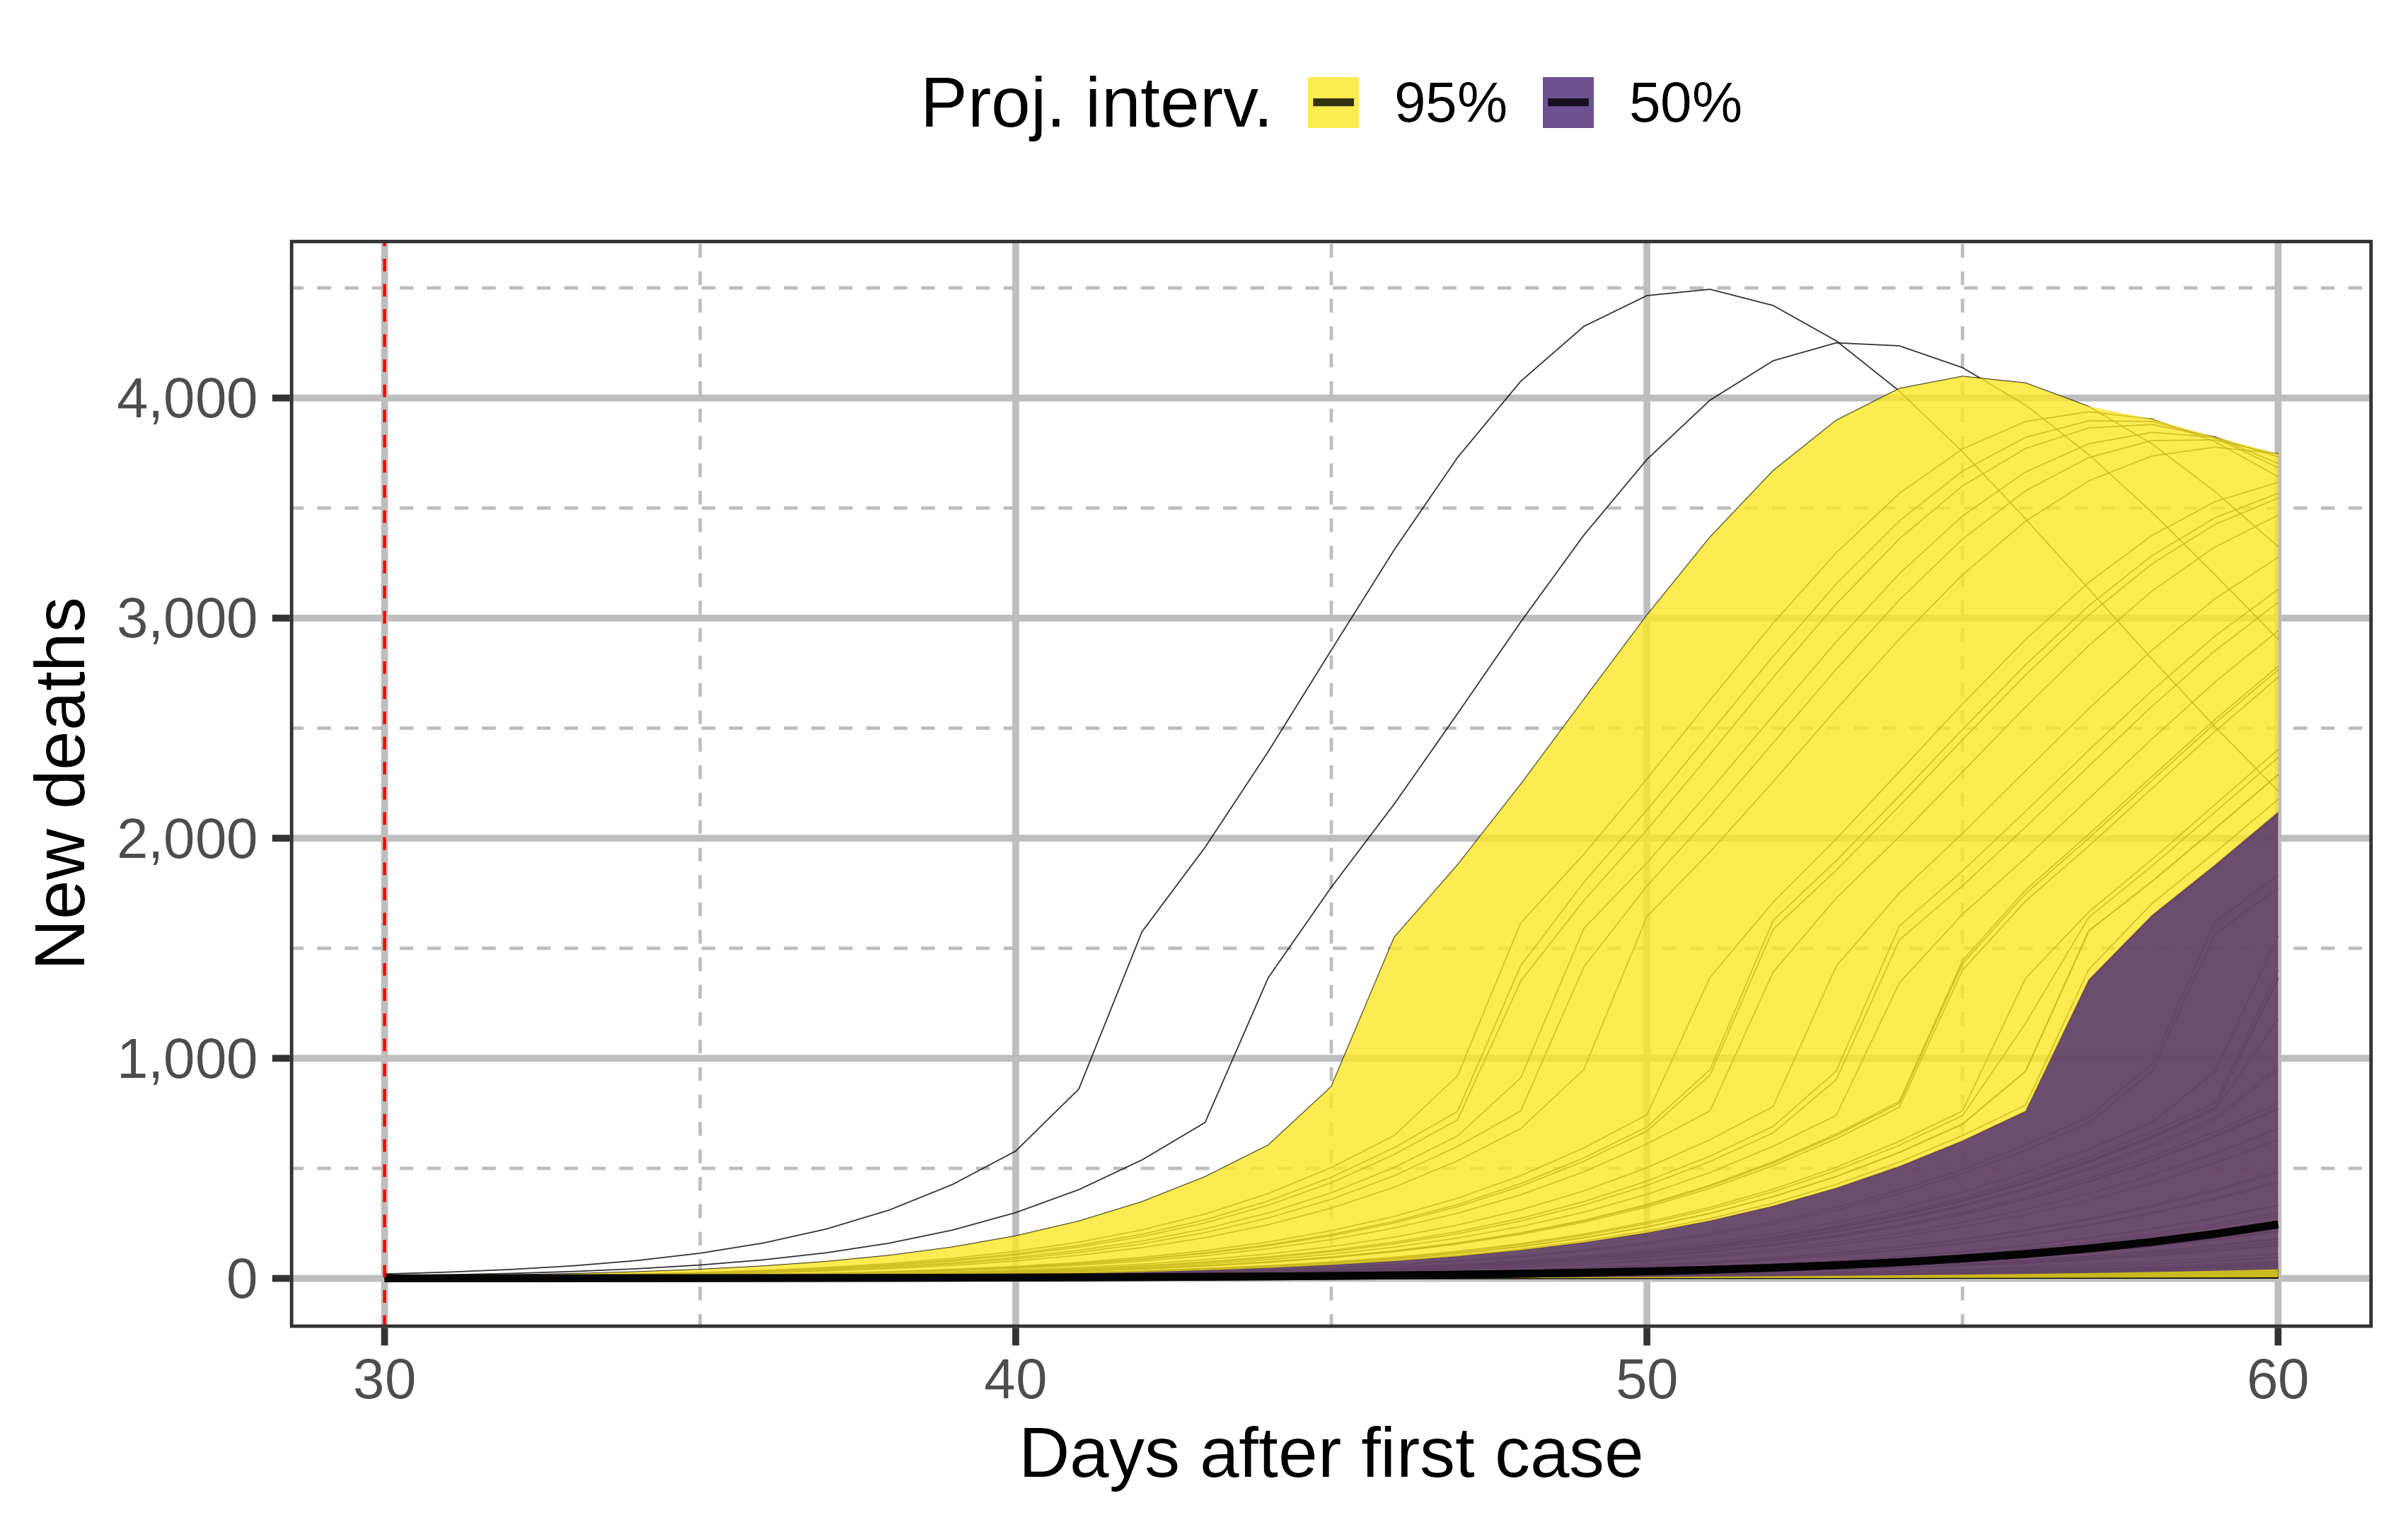 Proj. interv. 95% 50%
New deaths
4,000
3,000
2,000
1,000
0
30 40 50 60
Days after first case